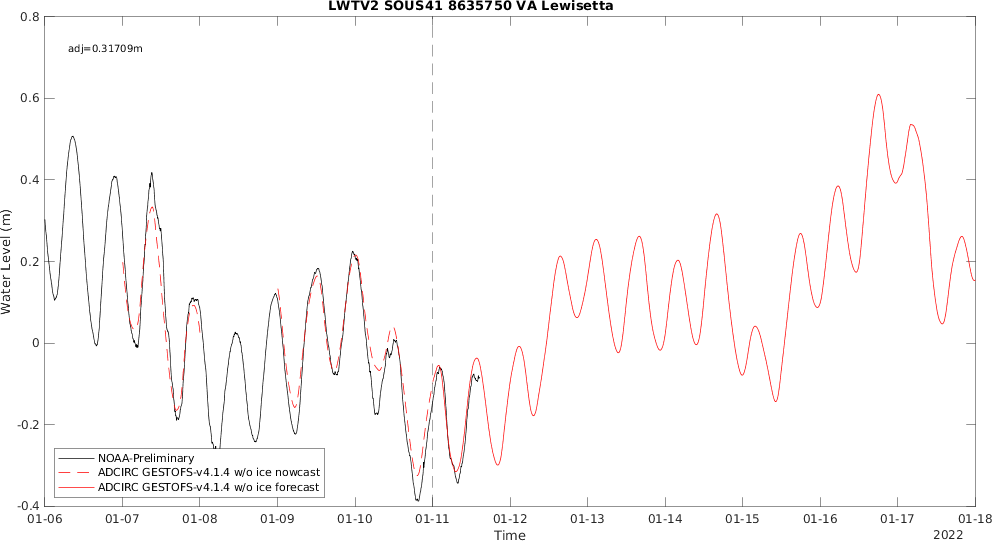 LWTV2 SOUS41 8635750 VA Lewisetta
adj=0.31709m
0.8
0.6
0.4
0.2
0
-0.2
-0.4
Water Level (m)
NOAA-Preliminary
ADCIRC GESTOFS-v4.1.4 w/o ice nowcast
ADCIRC GESTOFS-v4.1.4 w/o ice forecast
01-06 01-07 01-08 01-09 01-10 01-11 01-12 01-13 01-14 01-15 01-16 01-17 01-18
Time
2022